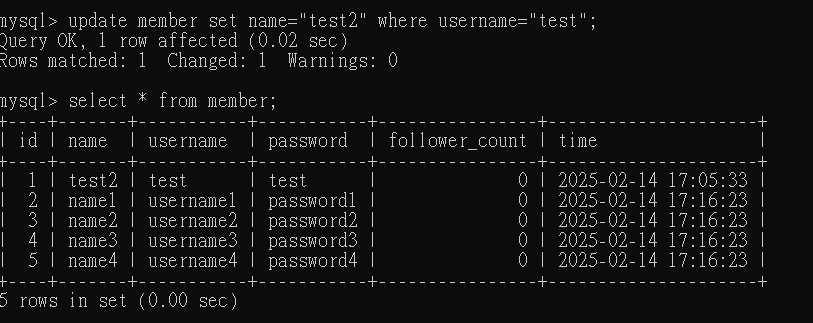 mysql> update member set name="test2" where username="test";
Query OK, 1 row affected (0.02 sec)
Rows matched: 1  Changed: 1  Warnings: 0
mysql> select * from member;
+----+-------+-----------+-----------+----------------+---------------------+
| id | name  | username  | password  | follower_count | time                |
+----+-------+-----------+-----------+----------------+---------------------+
|  1 | test2 | test      | test      |              0 | 2025-02-14 17:05:33 |
|  2 | name1 | username1 | password1 |              0 | 2025-02-14 17:16:23 |
|  3 | name2 | username2 | password2 |              0 | 2025-02-14 17:16:23 |
|  4 | name3 | username3 | password3 |              0 | 2025-02-14 17:16:23 |
|  5 | name4 | username4 | password4 |              0 | 2025-02-14 17:16:23 |
+----+-------+-----------+-----------+----------------+---------------------+
5 rows in set (0.00 sec)